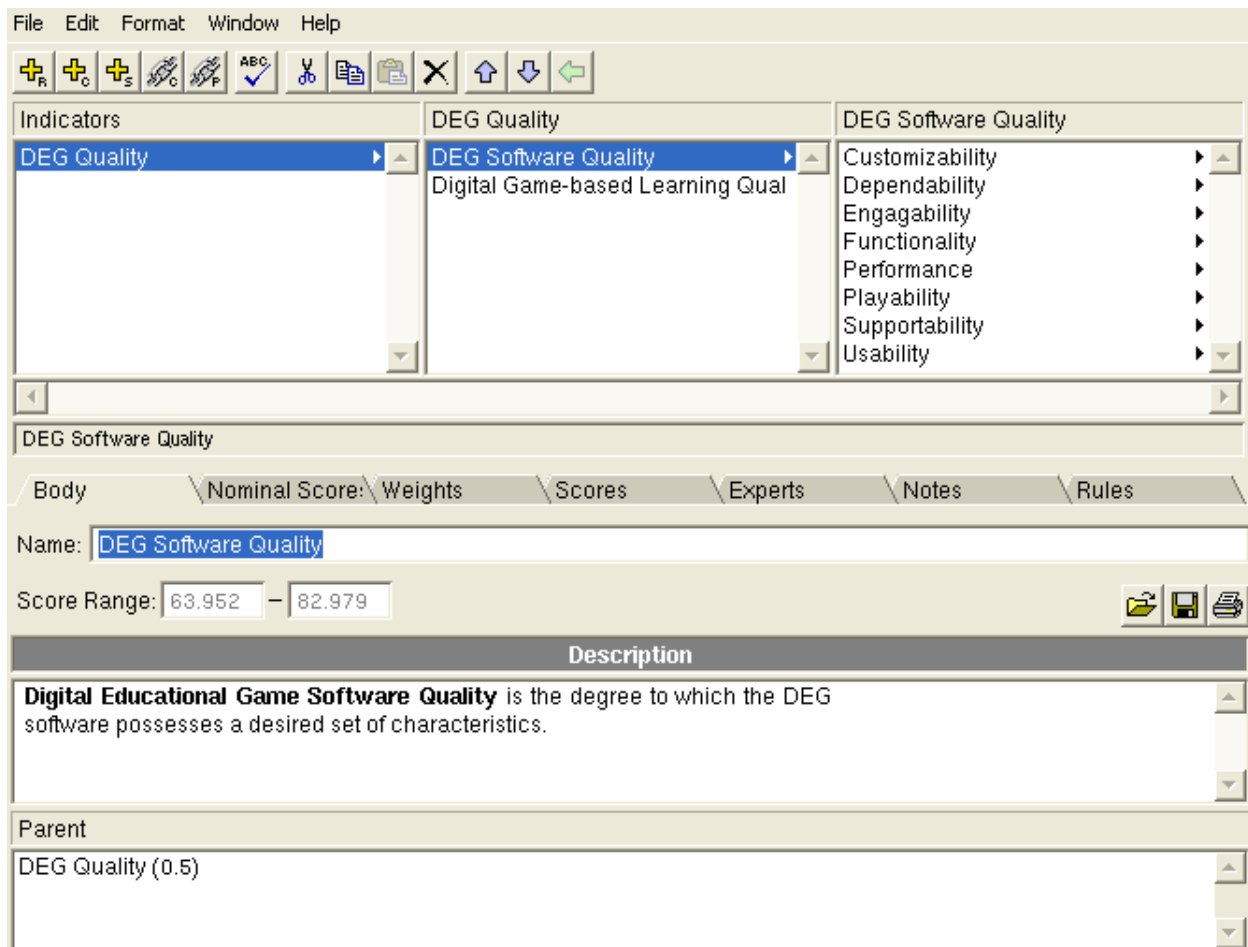 File Edit Format Window Help
R C S C P ABC
Indicators DEG Quality DEG Software Quality
DEG Quality DEG Software Quality Customizability
Digital Game-based Learning Qual Dependability
Engagability
Functionality
Performance
Playability
Supportability
Usability
DEG Software Quality
Body Nominal Score: Weights Scores Experts Notes Rules
Name: DEG Software Quality
Score Range: 63.952 – 82.979
Description
Digital Educational Game Software Quality is the degree to which the DEG
software possesses a desired set of characteristics.
Parent
DEG Quality (0.5)